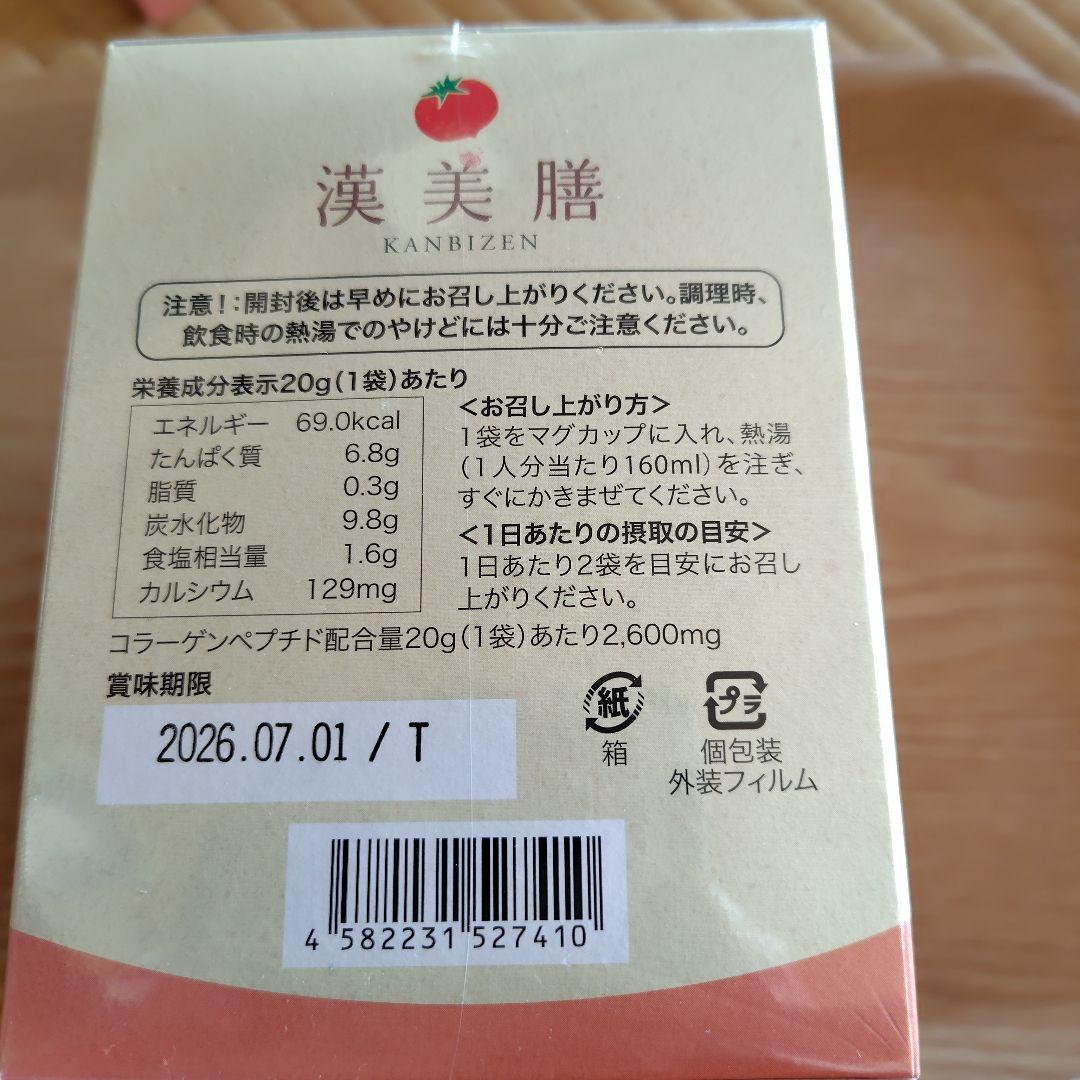 漢美膳
KANBIZEN
注意！：開封後は早めにお召し上がりください。調理時、
飲食時の熱湯でのやけどには十分ご注意ください。
栄養成分表示20g（1袋）あたり
エネルギー 69.0kcal
たんぱく質 6.8g
脂質 0.3g
炭水化物 9.8g
食塩相当量 1.6g
カルシウム 129mg
＜お召し上がり方＞
1袋をマグカップに入れ、熱湯
（1人分当たり160ml）を注ぎ、
すぐにかきまぜてください。
＜1日あたりの摂取の目安＞
1日あたり2袋を目安にお召し
上がりください。
コラーゲンペプチド配合量20g（1袋）あたり2,600mg
賞味期限
2026.07.01 / T
紙
箱
プラ
個包装
外装フィルム
4 582231 527410